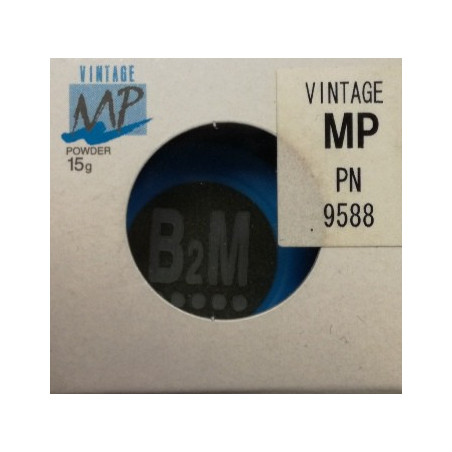 VINTAGE
MP
POWDER
15g
VINTAGE
MP
PN
9588
B2M